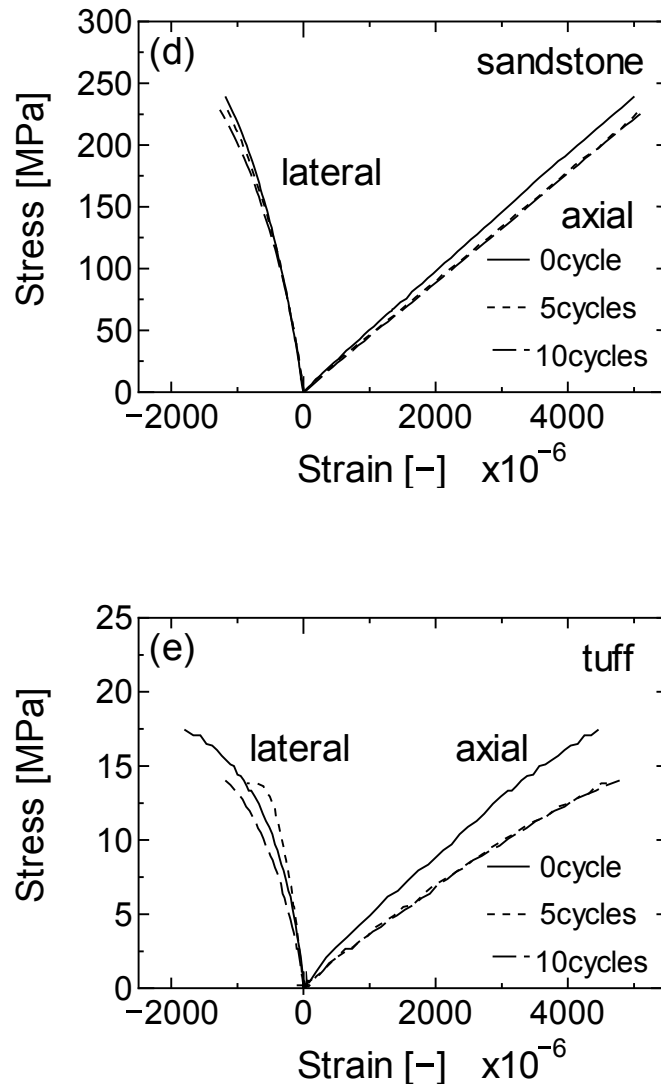 (d)
sandstone
lateral
axial
0cycle
5cycles
10cycles
Stress [MPa]
300
250
200
150
100
50
0
−2000
0
2000
4000
Strain [−] x10−6
(e)
tuff
lateral
axial
0cycle
5cycles
10cycles
Stress [MPa]
25
20
15
10
5
0
−2000
0
2000
4000
Strain [−] x10−6